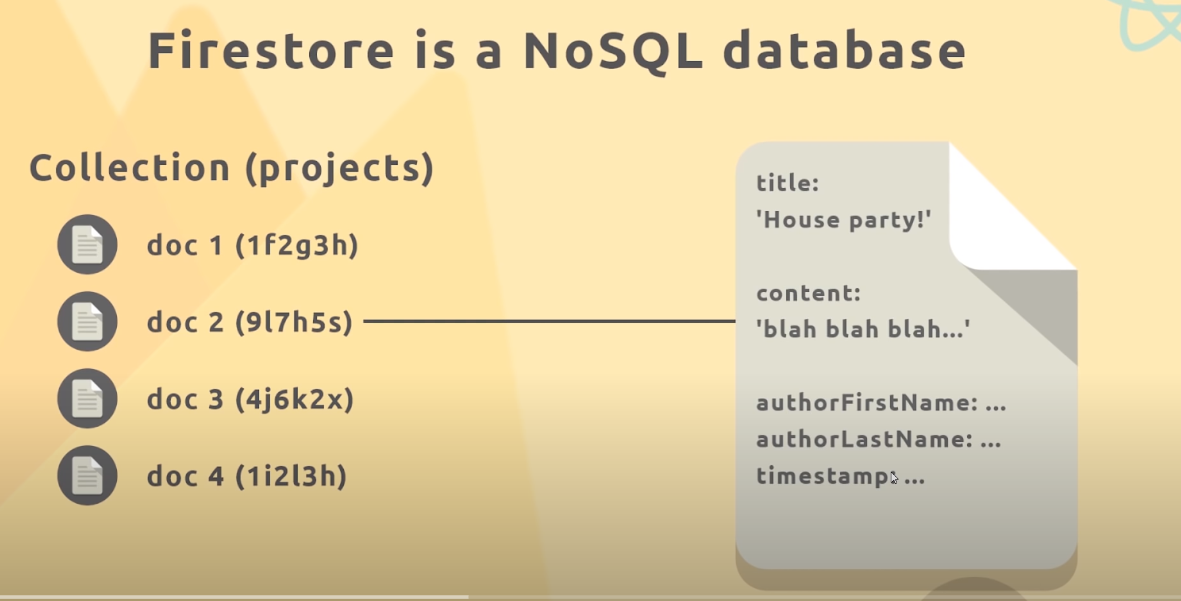 Firestore is a NoSQL database
Collection (projects)
doc 1 (1f2g3h)
doc 2 (9l7h5s)
doc 3 (4j6k2x)
doc 4 (1i2l3h)
title:
'House party!'
content:
'blah blah blah...'
authorFirstName: ...
authorLastName: ...
timestamp: ...